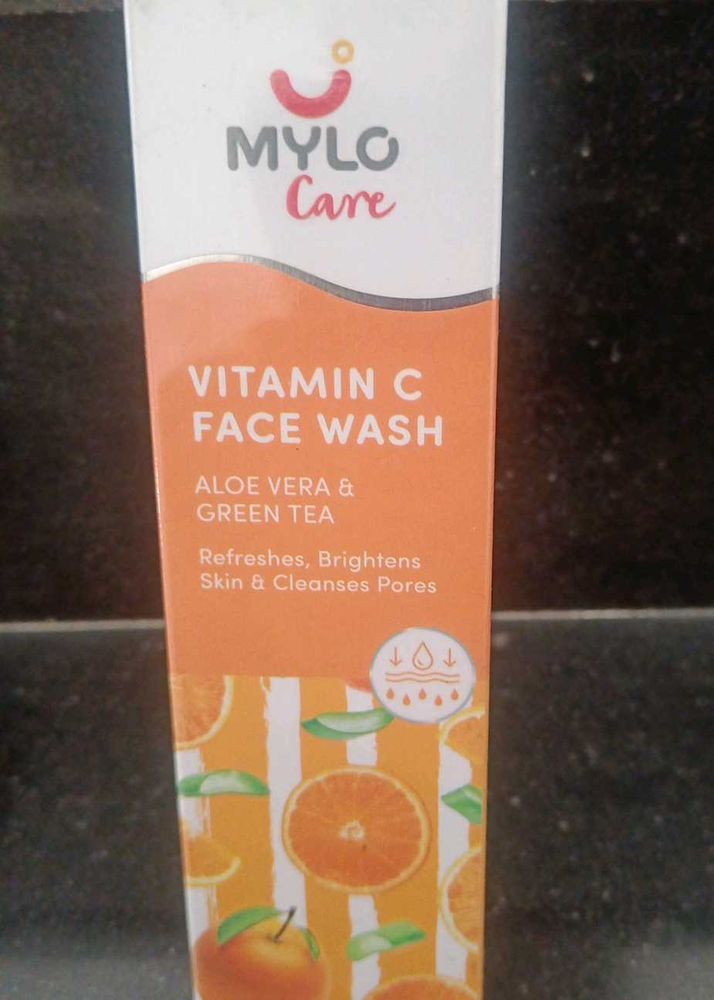 MYLO
Care
VITAMIN C
FACE WASH
ALOE VERA &
GREEN TEA
Refreshes, Brightens
Skin & Cleanses Pores